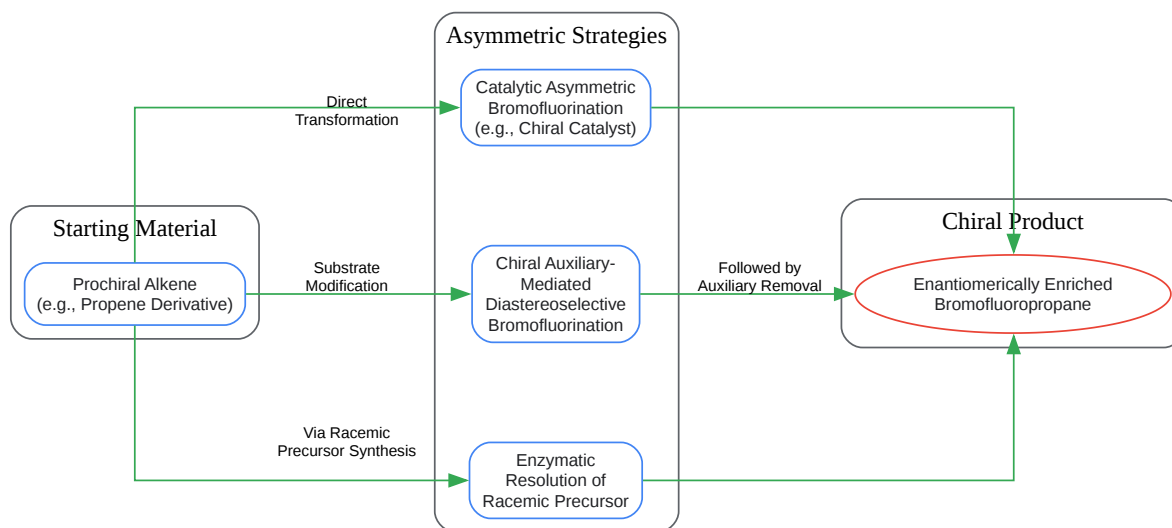 Asymmetric Strategies
Catalytic Asymmetric
Bromofluorination
(e.g., Chiral Catalyst)
Direct
Transformation
Starting Material
Prochiral Alkene
(e.g., Propene Derivative)
Substrate
Modification
Chiral Auxiliary-
Mediated
Diastereoselective
Bromofluorination
Followed by
Auxiliary Removal
Chiral Product
Enantiomerically Enriched
Bromofluoropropane
Via Racemic
Precursor Synthesis
Enzymatic
Resolution of
Racemic Precursor